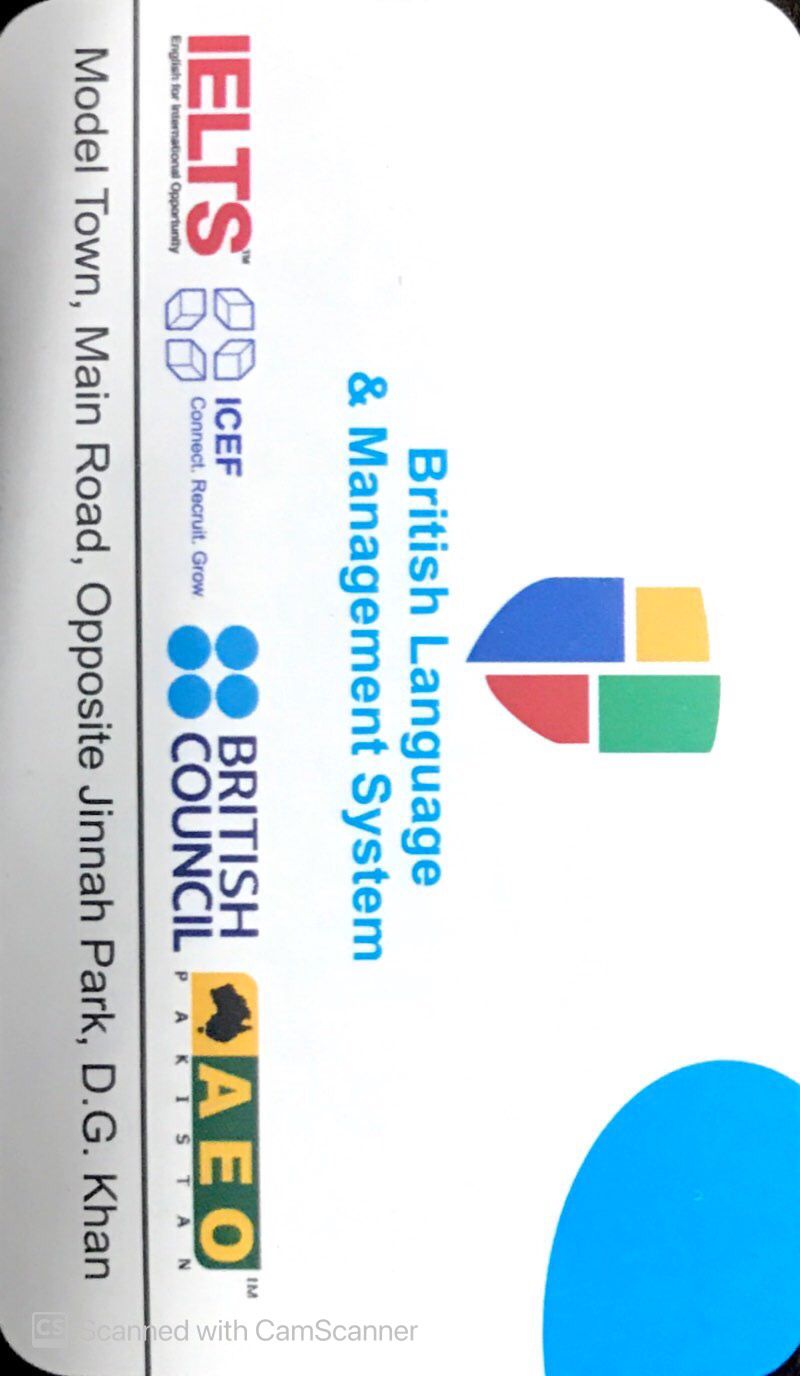 British Language
& Management System
IELTS™
English for International Opportunity
ICEF
Connect. Recruit. Grow
BRITISH
COUNCIL
AEO™
PAKISTAN
Model Town, Main Road, Opposite Jinnah Park, D.G. Khan
CS Scanned with CamScanner